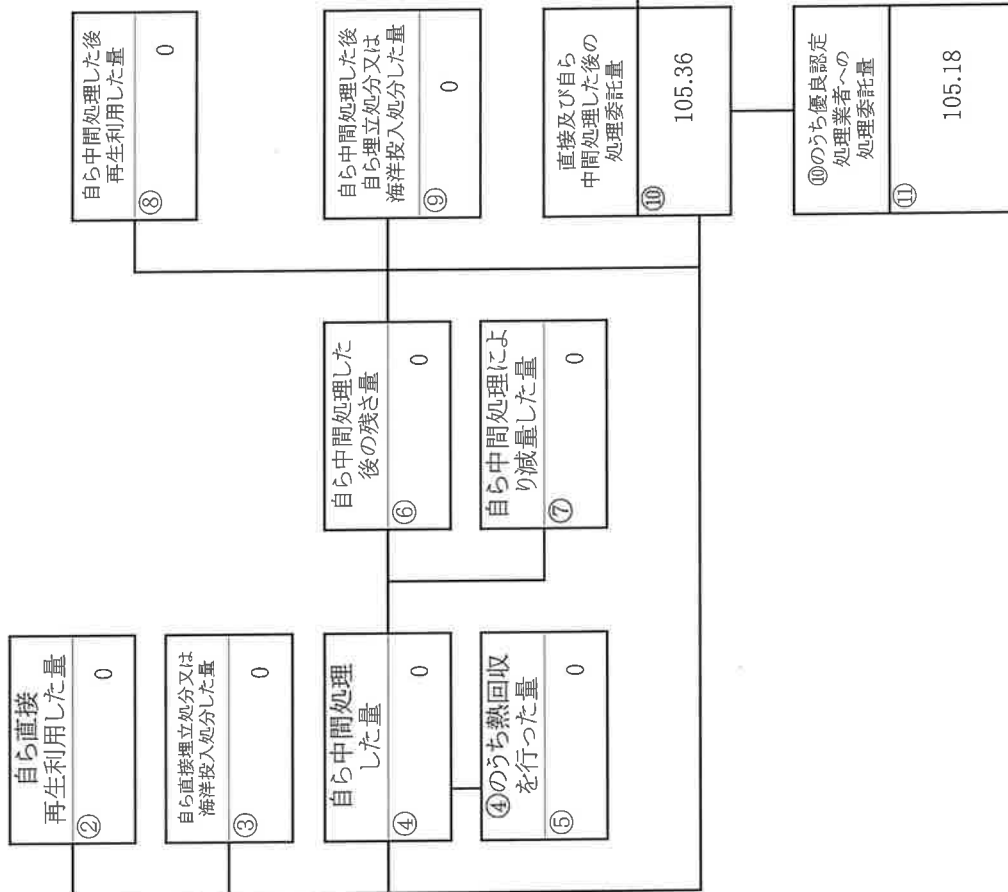 自ら直接
再生利用した量
②
0
自ら直接埋立処分又は
海洋投入処分した量
③
0
自ら中間処理
した量
④
0
④のうち熱回収
を行った量
⑤
0
自ら中間処理した
後の残さ量
⑥
0
自ら中間処理によ
り減量した量
⑦
0
自ら中間処理した後
再生利用した量
⑧
0
自ら中間処理した後
自ら埋立処分又は
海洋投入処分した量
⑨
0
直接及び自ら
中間処理した後の
処理委託量
⑩
105.36
⑩のうち優良認定
処理業者への
処理委託量
⑪
105.18